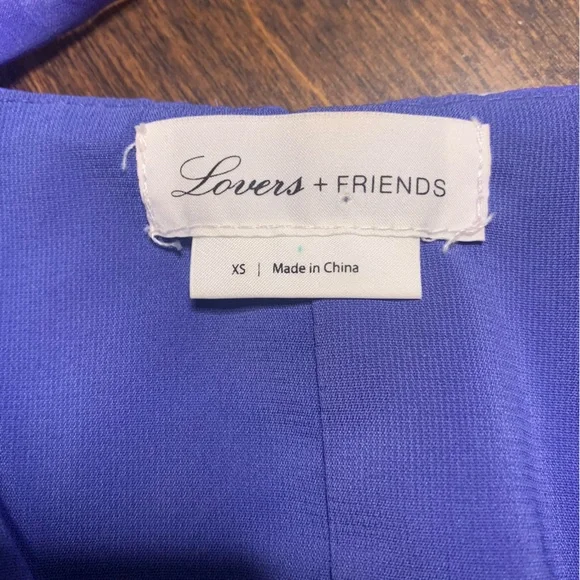 Lovers + FRIENDS
XS | Made in China